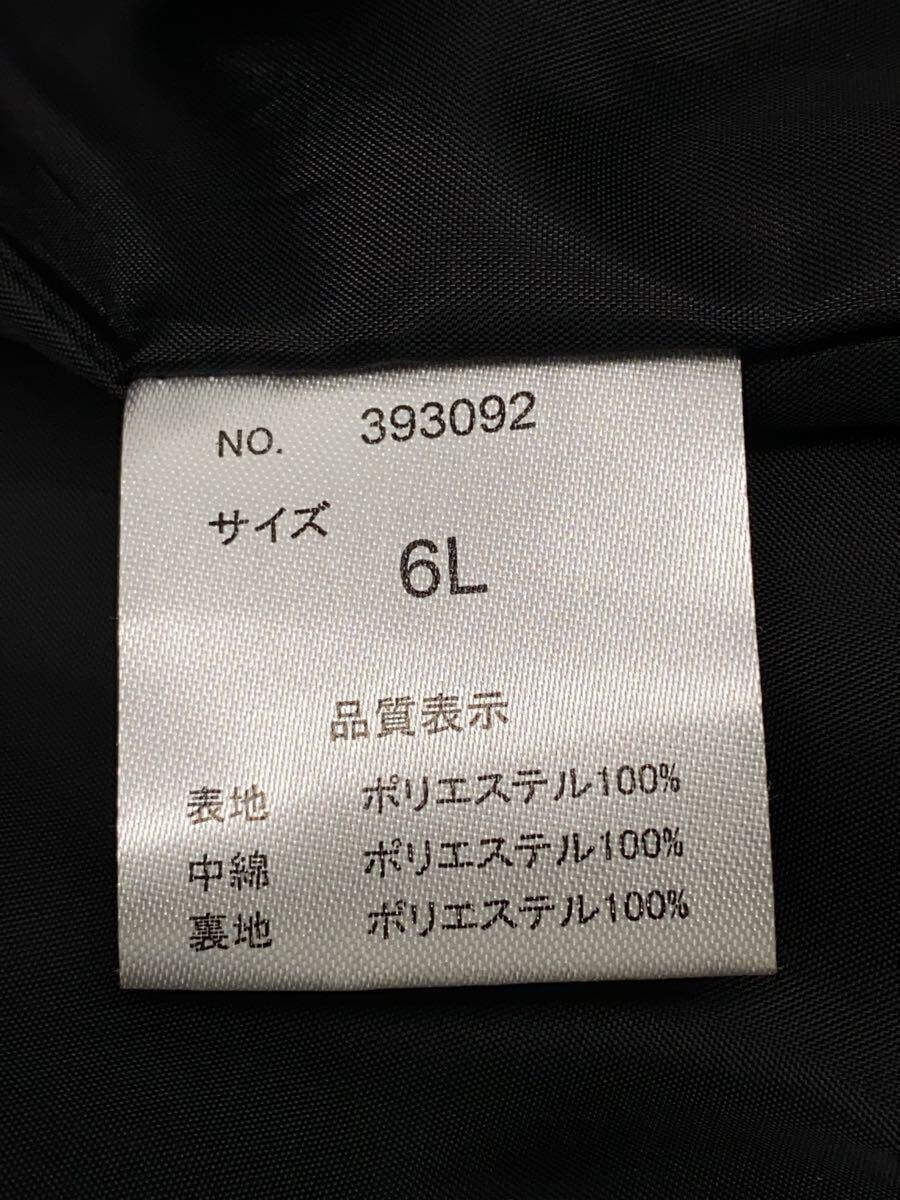 NO. 393092
サイズ
6L
品質表示
表地 ポリエステル100%
中綿 ポリエステル100%
裏地 ポリエステル100%